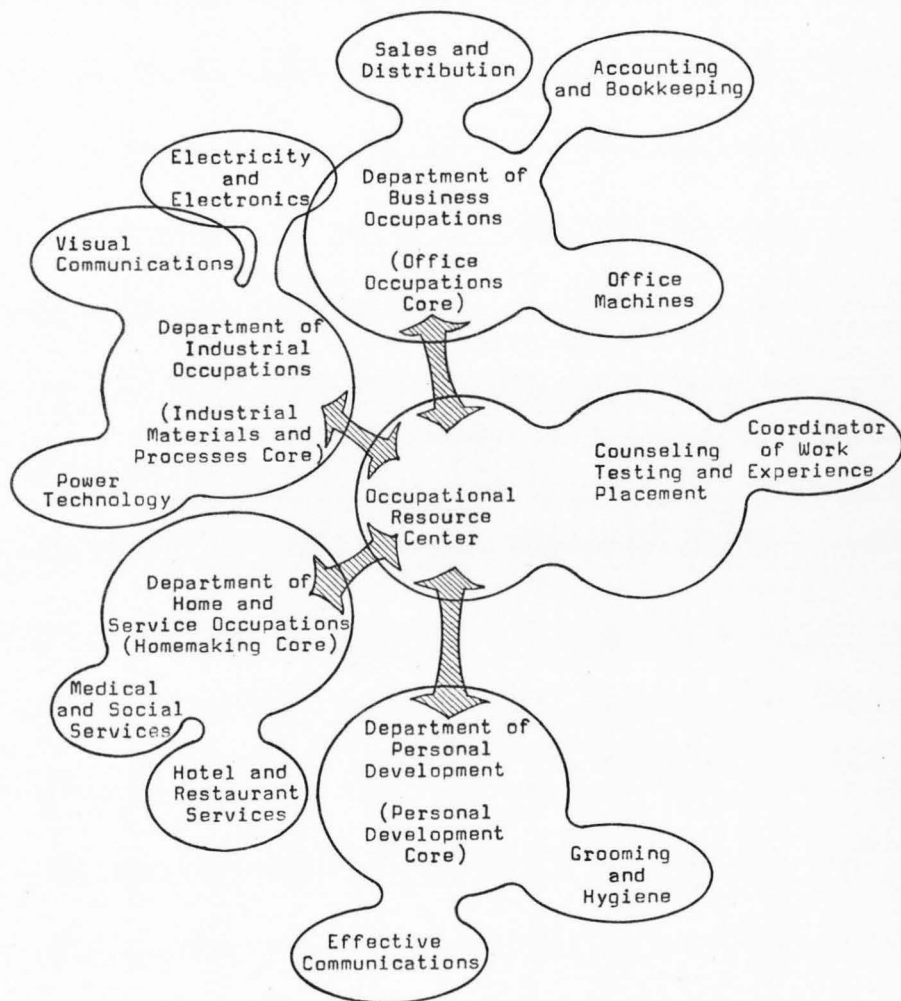 Sales and
Distribution
Accounting
and Bookkeeping
Electricity
and
Electronics
Department of
Business
Occupations
(Office
Occupations
Core)
Office
Machines
Visual
Communications
Department of
Industrial
Occupations
(Industrial
Materials and
Processes Core)
Power
Technology
Occupational
Resource
Center
Counseling
Testing and
Placement
Coordinator
of Work
Experience
Department of
Home and
Service Occupations
(Homemaking Core)
Medical
and Social
Services
Hotel and
Restaurant
Services
Department of
Personal
Development
(Personal
Development
Core)
Grooming
and
Hygiene
Effective
Communications